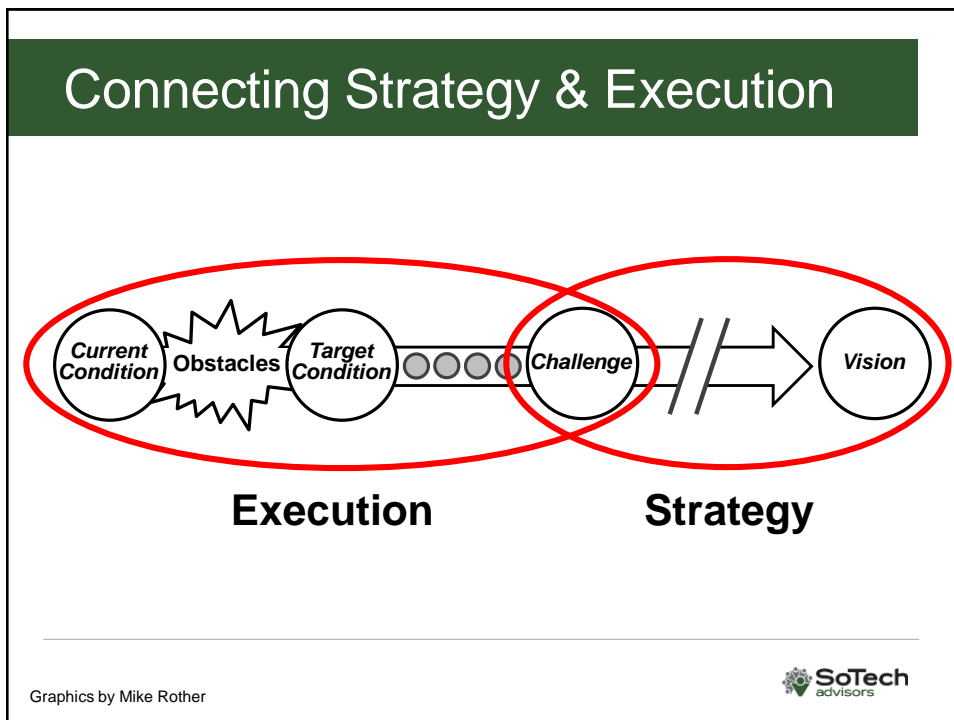 Connecting Strategy & Execution
Current
Condition
Obstacles
Target
Condition
Challenge
Vision
Execution
Strategy
Graphics by Mike Rother
SoTech
advisors